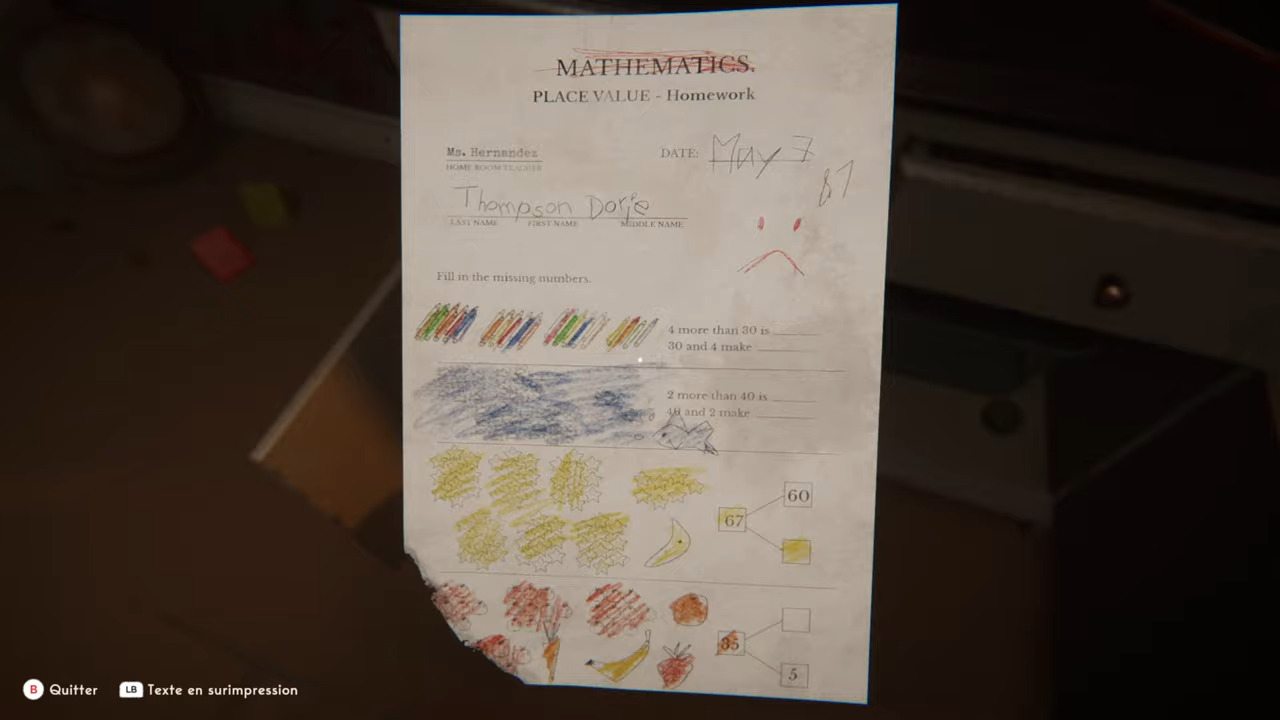 MATHEMATICS.
PLACE VALUE - Homework
Ms. Hernandez
HOME ROOM TEACHER
DATE: May 7
87
Thompson Dorje
LAST NAME FIRST NAME MIDDLE NAME
Fill in the missing numbers.
4 more than 30 is
30 and 4 make
2 more than 40 is
40 and 2 make
60
67
35
5
B Quitter LB Texte en surimpression